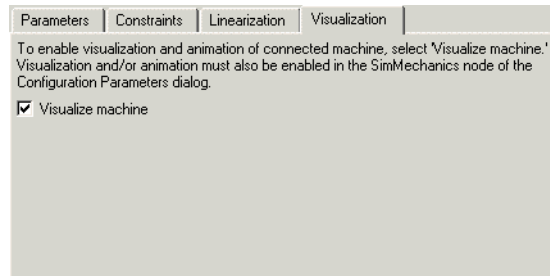 Parameters Constraints Linearization Visualization
To enable visualization and animation of connected machine, select 'Visualize machine.'
Visualization and/or animation must also be enabled in the SimMechanics node of the
Configuration Parameters dialog.
Visualize machine